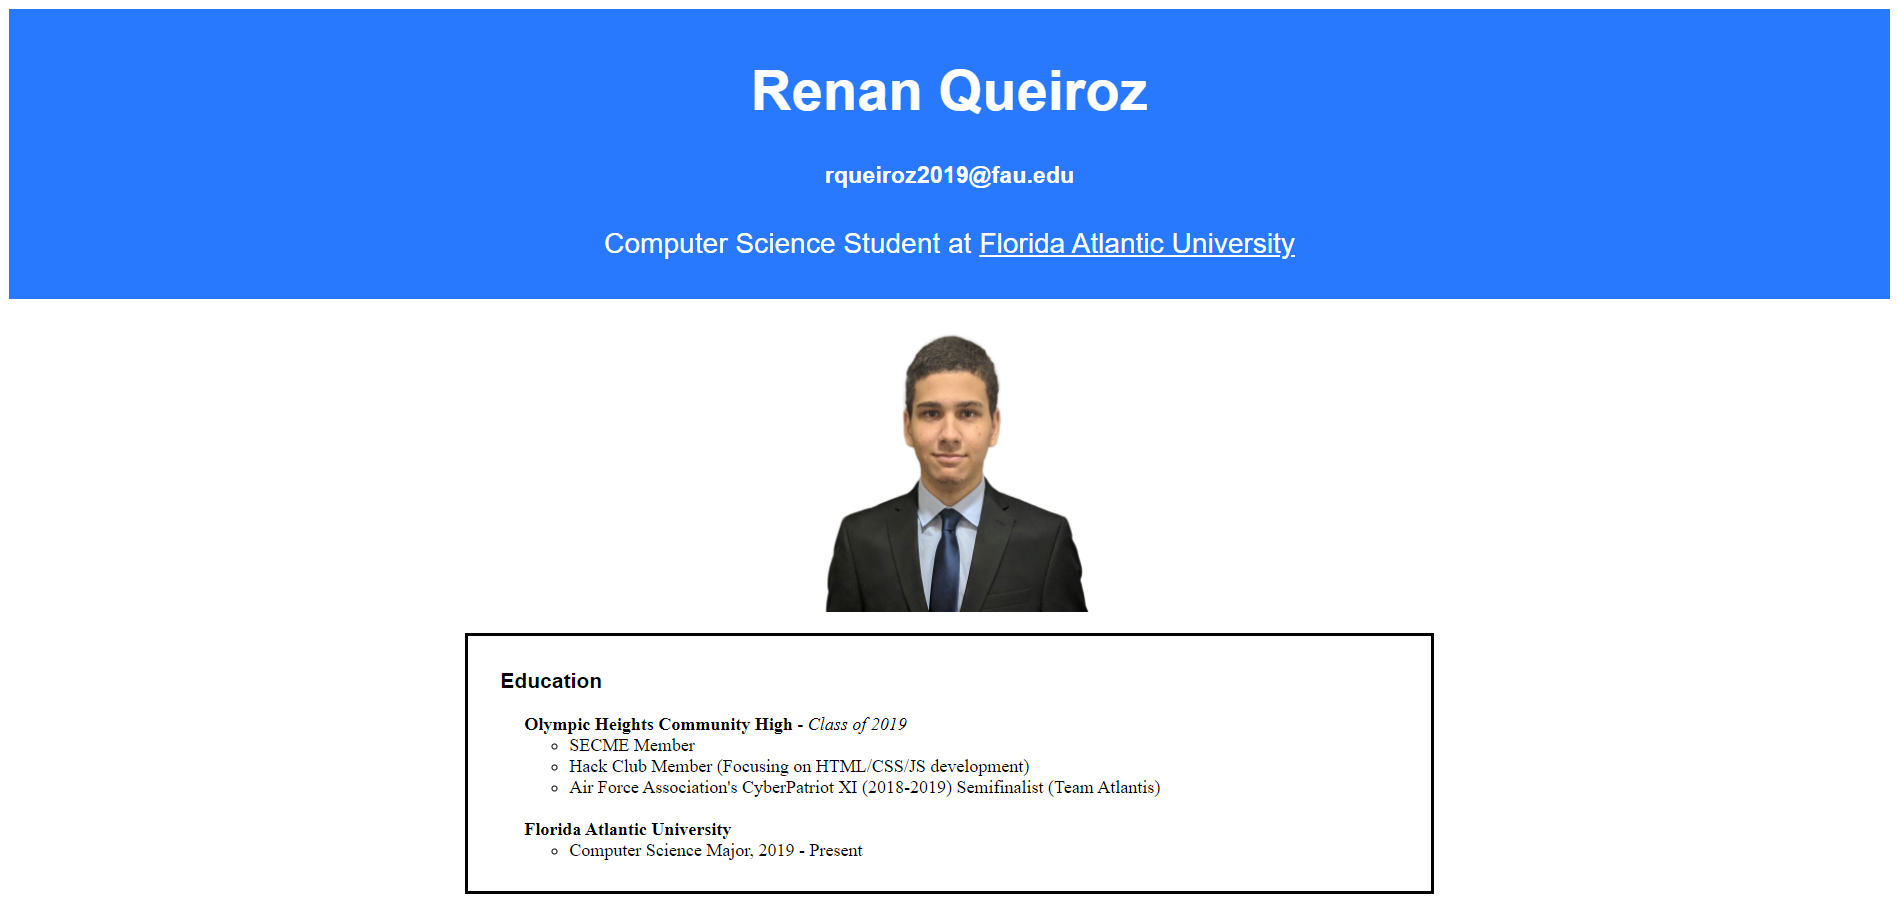 Renan Queiroz
rqueiroz2019@fau.edu
Computer Science Student at Florida Atlantic University
Education
Olympic Heights Community High - Class of 2019
SECME Member
Hack Club Member (Focusing on HTML/CSS/JS development)
Air Force Association's CyberPatriot XI (2018-2019) Semifinalist (Team Atlantis)
Florida Atlantic University
Computer Science Major, 2019 - Present